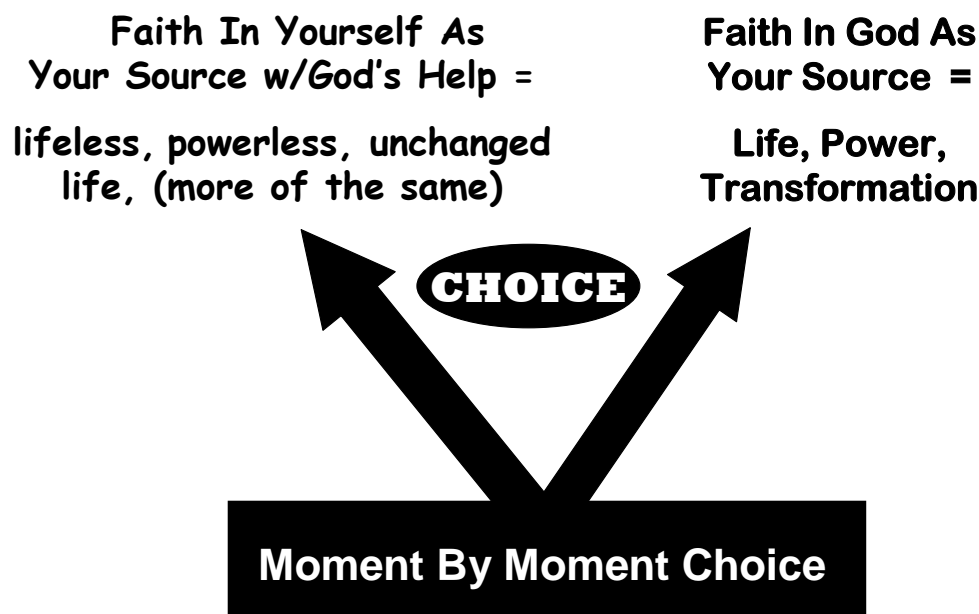 Faith In Yourself As
Your Source w/God's Help =
lifeless, powerless, unchanged
life, (more of the same)
Faith In God As
Your Source =
Life, Power,
Transformation
CHOICE
Moment By Moment Choice